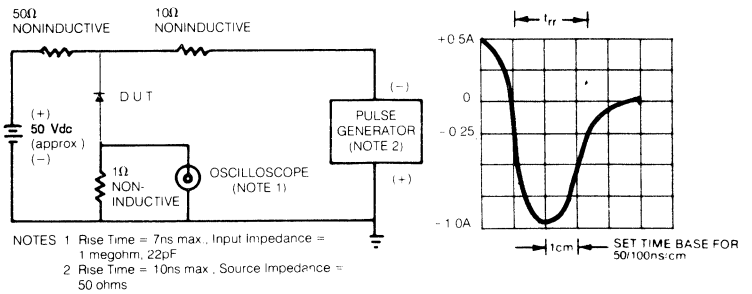 50Ω
NONINDUCTIVE
10Ω
NONINDUCTIVE
trr
+0 5A
0
- 0 25
- 1 0A
DUT
(+)
50 Vdc
(approx.)
(−)
1Ω
NON-
INDUCTIVE
OSCILLOSCOPE
(NOTE 1)
(−)
PULSE
GENERATOR
(NOTE 2)
(+)
1cm
SET TIME BASE FOR
50/100ns/cm
NOTES 1 Rise Time = 7ns max., Input Impedance =
1 megohm, 22pF
2 Rise Time = 10ns max., Source Impedance =
50 ohms